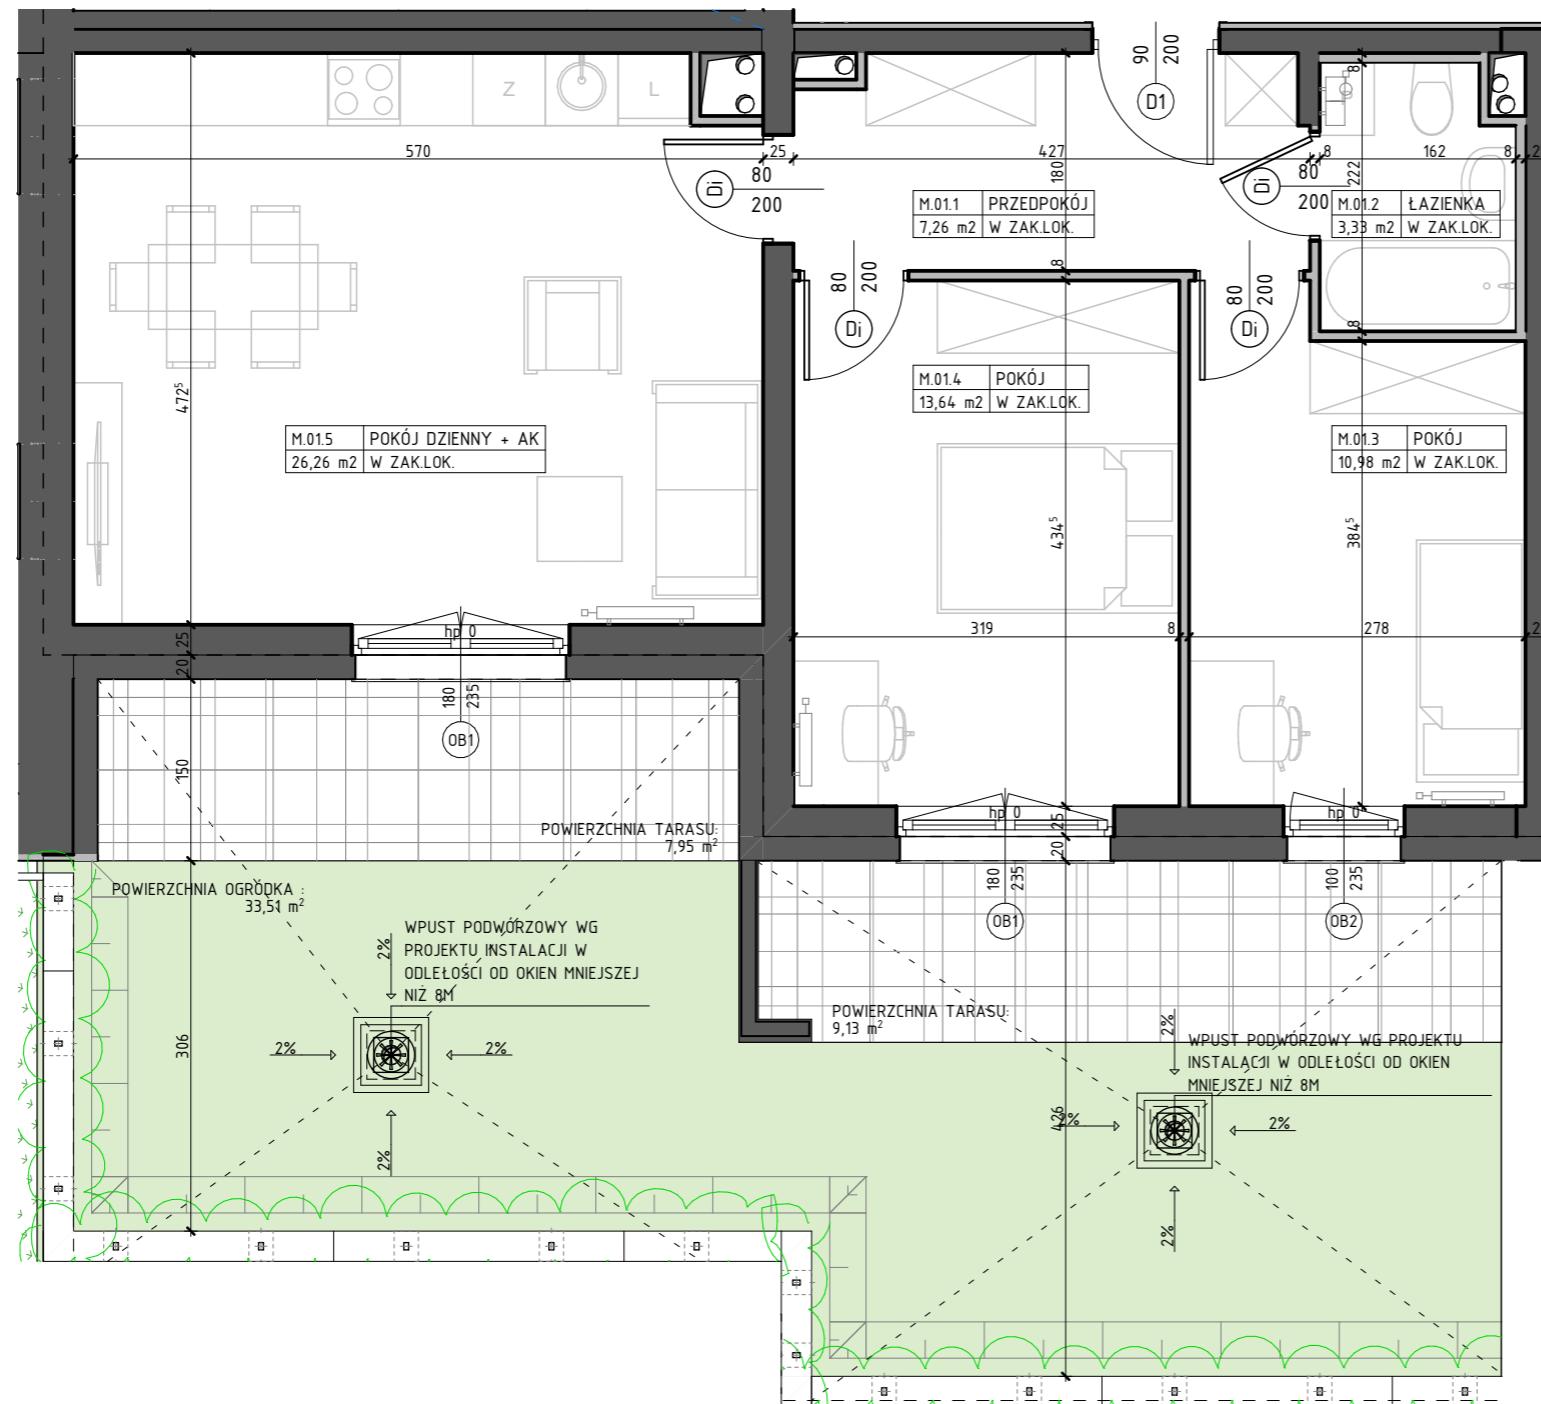 90
200
D1
Z
L
8
570
25
427
8
162
8
2
180
222
Di
80
200
Di
80
200
M.01.1 PRZEDPOKÓJ
7,26 m2 W ZAK.LOK.
M.01.2 ŁAZIENKA
3,33 m2 W ZAK.LOK.
8
80
200
Di
80
200
Di
8
472⁵
M.01.4 POKÓJ
13,64 m2 W ZAK.LOK.
M.01.5 POKÓJ DZIENNY + AK
26,26 m2 W ZAK.LOK.
M.01.3 POKÓJ
10,98 m2 W ZAK.LOK.
434⁵
384⁵
319
8
278
2
hp 0
25
20
180
235
OB1
150
hp 0
hp 0
25
20
POWIERZCHNIA TARASU:
7,95 m²
180
235
OB1
100
235
OB2
POWIERZCHNIA OGRÓDKA :
33,51 m²
WPUST PODWÓRZOWY WG
PROJEKTU INSTALACJI W
ODLEŁOŚCI OD OKIEN MNIEJSZEJ
NIŻ 8M
2%
2%
2%
2%
306
POWIERZCHNIA TARASU:
9,13 m²
WPUST PODWÓRZOWY WG PROJEKTU
INSTALACJI W ODLEŁOŚCI OD OKIEN
MNIEJSZEJ NIŻ 8M
2%
2%
2%
2%
426